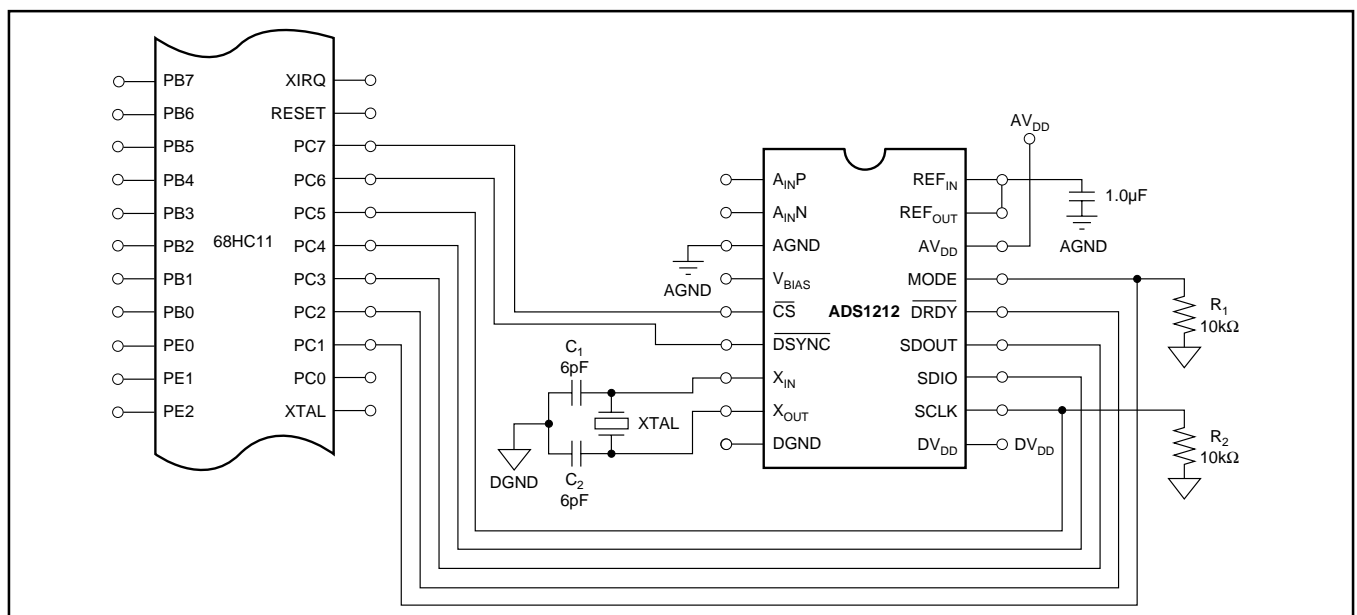 PB7
PB6
PB5
PB4
PB3
PB2
PB1
PB0
PE0
PE1
PE2
68HC11
XIRQ
RESET
PC7
PC6
PC5
PC4
PC3
PC2
PC1
PC0
XTAL
C1
6pF
C2
6pF
XTAL
DGND
AGND
AINP
AINN
AGND
VBIAS
CS
DSYNC
XIN
XOUT
DGND
ADS1212
REFIN
REFOUT
AVDD
MODE
DRDY
SDOUT
SDIO
SCLK
DVDD
DVDD
AVDD
1.0µF
AGND
R1
10kΩ
R2
10kΩ